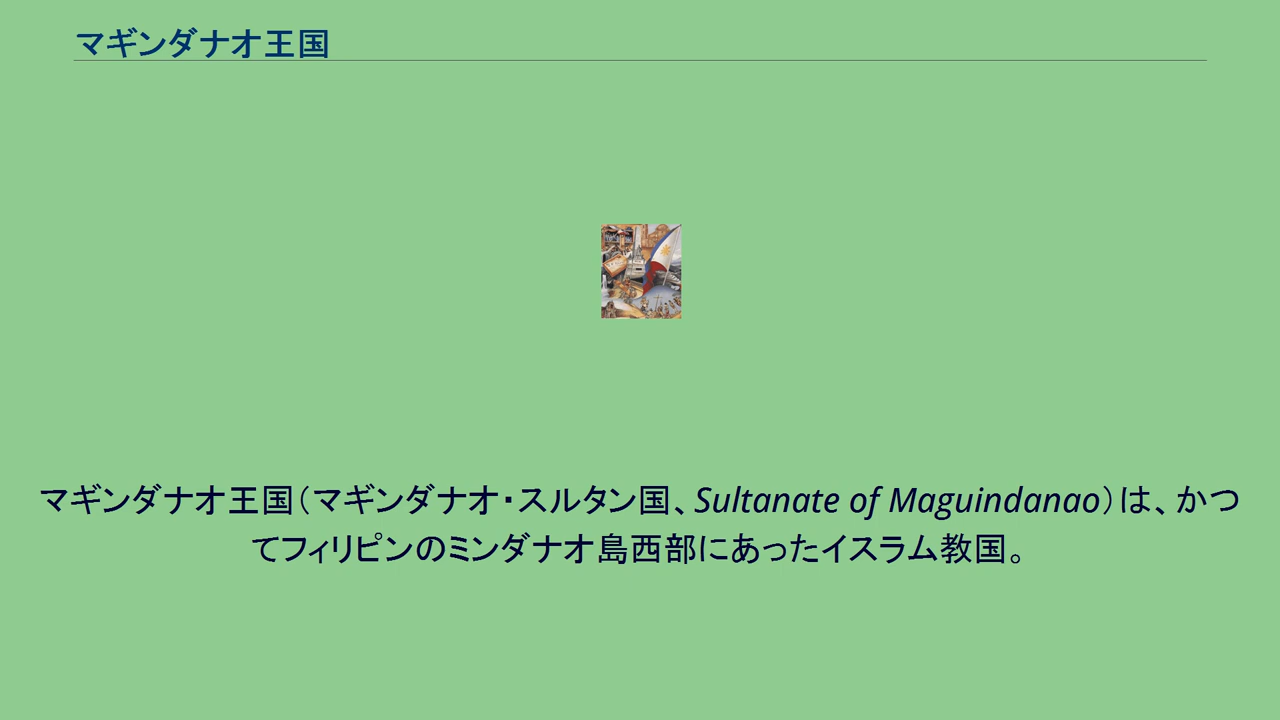 マギンダナオ王国
マギンダナオ王国（マギンダナオ・スルタン国、Sultanate of Maguindanao）は、かつ
てフィリピンのミンダナオ島西部にあったイスラム教国。